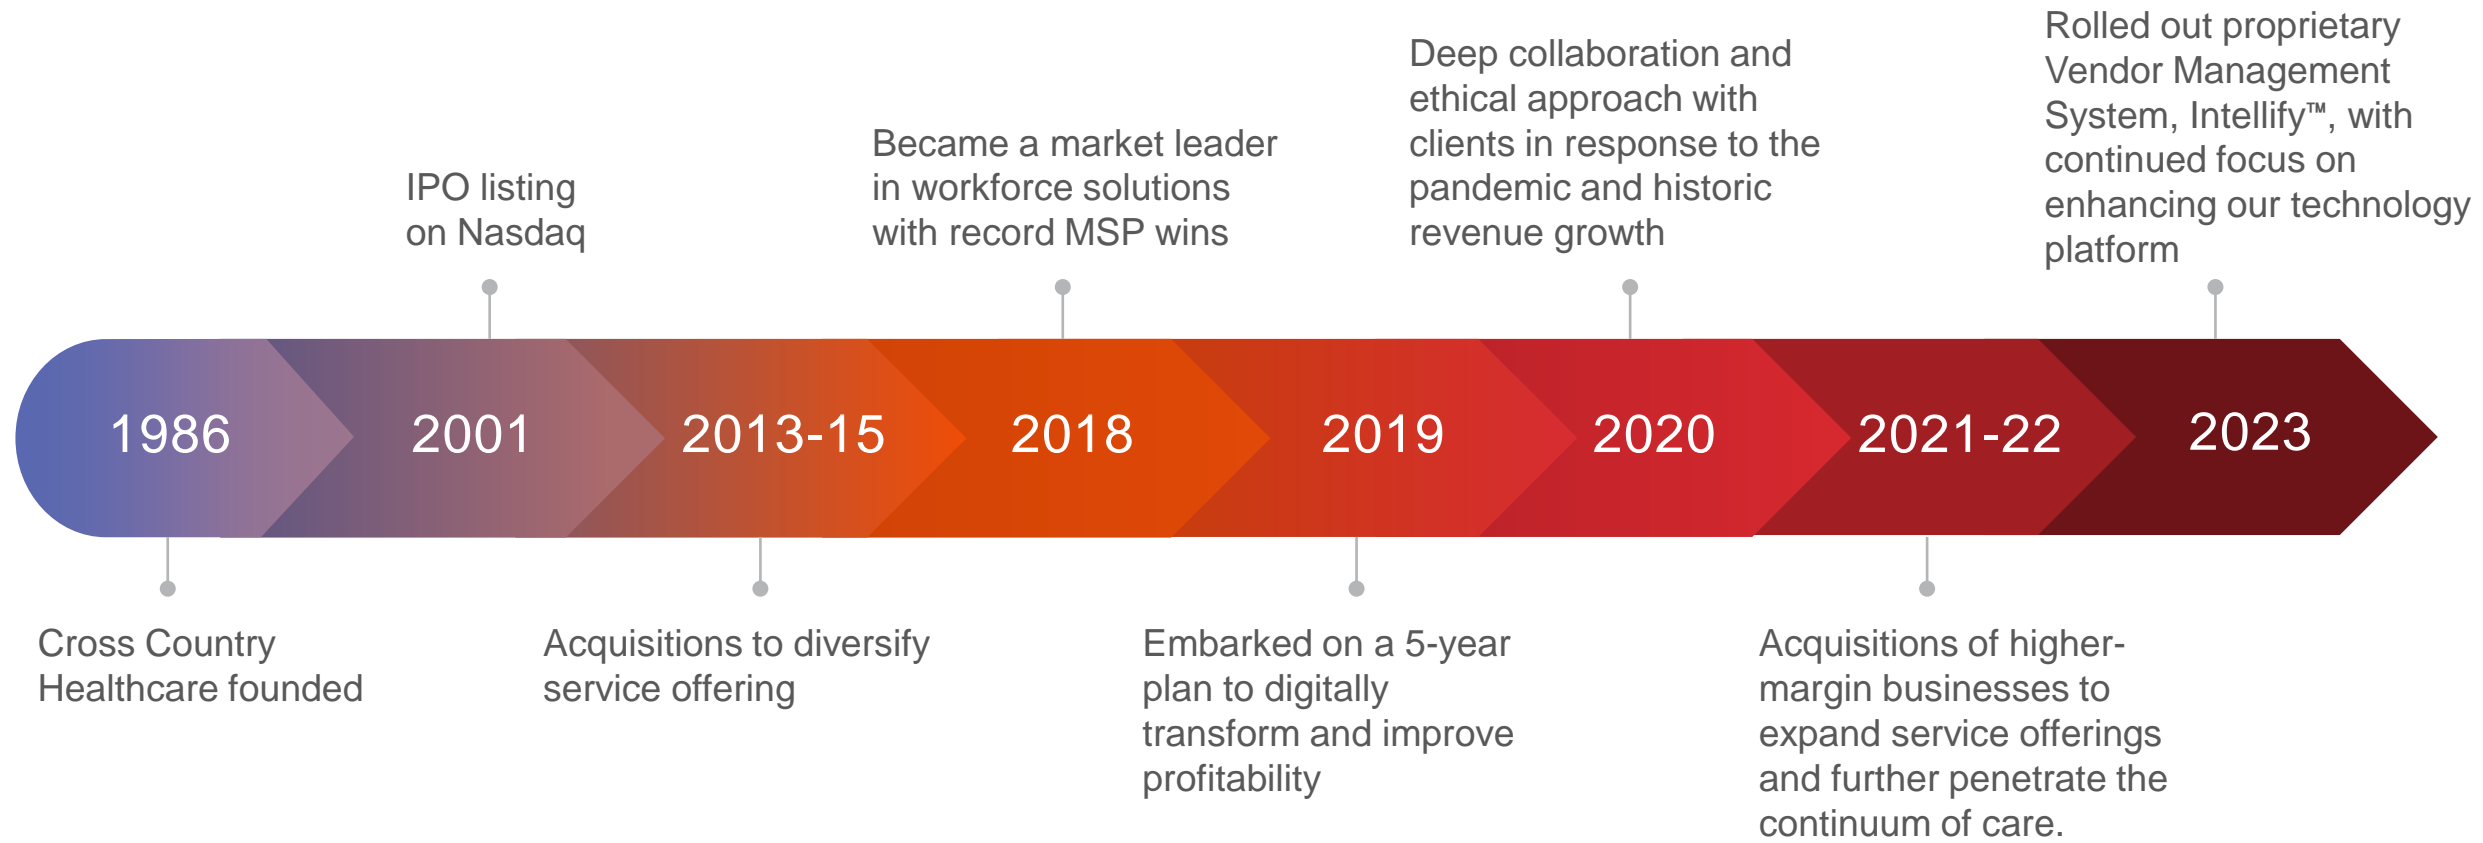 Rolled out proprietary
Vendor Management
System, Intellify™, with
continued focus on
enhancing our technology
platform
Deep collaboration and
ethical approach with
clients in response to the
pandemic and historic
revenue growth
Became a market leader
in workforce solutions
with record MSP wins
IPO listing
on Nasdaq
1986
2001
2013-15
2018
2019
2020
2021-22
2023
Cross Country
Healthcare founded
Acquisitions to diversify
service offering
Embarked on a 5-year
plan to digitally
transform and improve
profitability
Acquisitions of higher-
margin businesses to
expand service offerings
and further penetrate the
continuum of care.